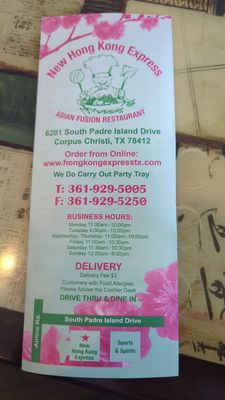 New Hong Kong Express
ASIAN FUSION RESTAURANT
6201 South Padre Island Drive
Corpus Christi, TX 78412
Order from Online:
www.hongkongexpresstx.com
We Do Carry Out Party Tray
T: 361-929-5005
F: 361-929-5250
BUSINESS HOURS:
Monday 11:00am - 10:00pm
Tuesday 4:00pm - 10:00pm
Wednesday - Thursday: 11:00am - 10:00pm
Friday 11:00am - 10:30pm
Saturday 11:30am - 10:30pm
Sunday 12:00pm - 9:30pm
DELIVERY
Delivery Fee $3
Customers with Food Allergies,
Please Advise the Cashier Desk
DRIVE THRU & DINE IN
South Padre Island Drive
Airline Rd.
New
Hong Kong
Express
Sports
& Spirits